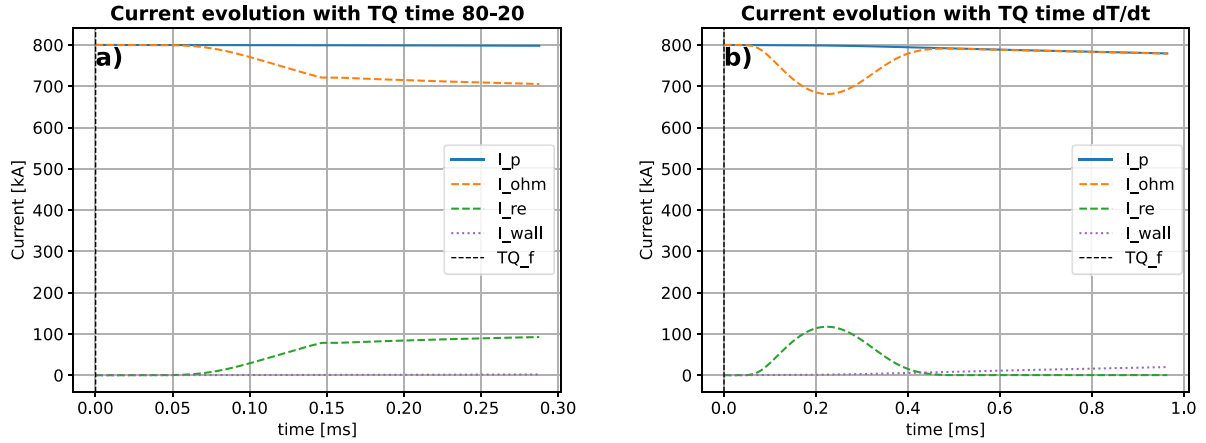 Current evolution with TQ time 80-20
a)
Current [kA]
800
700
600
500
400
300
200
100
0
I_p
I_ohm
I_re
I_wall
TQ_f
0.00 0.05 0.10 0.15 0.20 0.25 0.30
time [ms]
Current evolution with TQ time dT/dt
b)
Current [kA]
800
700
600
500
400
300
200
100
0
I_p
I_ohm
I_re
I_wall
TQ_f
0.0 0.2 0.4 0.6 0.8 1.0
time [ms]